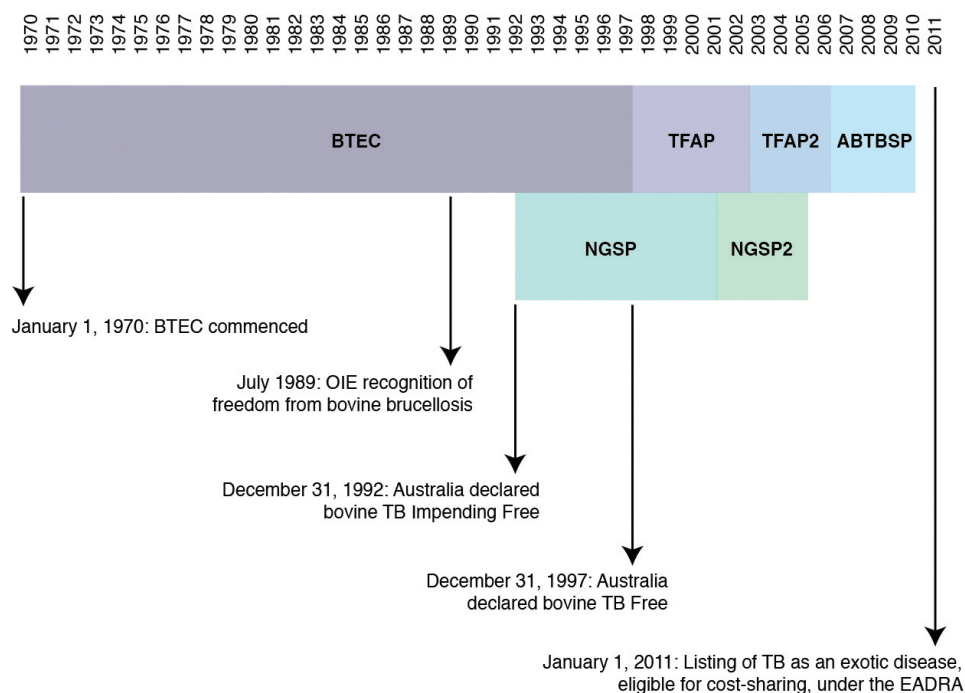 1970
1971
1972
1973
1974
1975
1976
1977
1978
1979
1980
1981
1982
1983
1984
1985
1986
1987
1988
1989
1990
1991
1992
1993
1994
1995
1996
1997
1998
1999
2000
2001
2002
2003
2004
2005
2006
2007
2008
2009
2010
2011
BTEC
TFAP
TFAP2
ABTBSP
NGSP
NGSP2
January 1, 1970: BTEC commenced
July 1989: OIE recognition of
freedom from bovine brucellosis
December 31, 1992: Australia declared
bovine TB Impending Free
December 31, 1997: Australia
declared bovine TB Free
January 1, 2011: Listing of TB as an exotic disease,
eligible for cost-sharing, under the EADRA